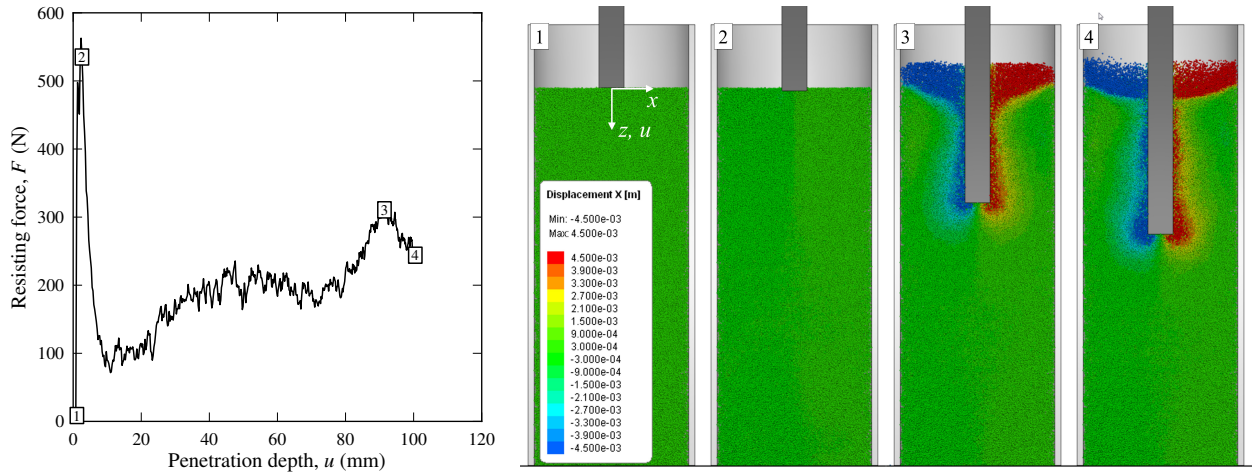 600
500
400
300
200
100
0
0 20 40 60 80 100 120
Resisting force, F (N)
Penetration depth, u (mm)
1
2
3
4
1
2
3
4
x
z, u
Displacement X [m]
Min: -4.500e-03
Max: 4.500e-03
4.500e-03
3.900e-03
3.300e-03
2.700e-03
2.100e-03
1.500e-03
9.000e-04
3.000e-04
-3.000e-04
-9.000e-04
-1.500e-03
-2.100e-03
-2.700e-03
-3.300e-03
-3.900e-03
-4.500e-03